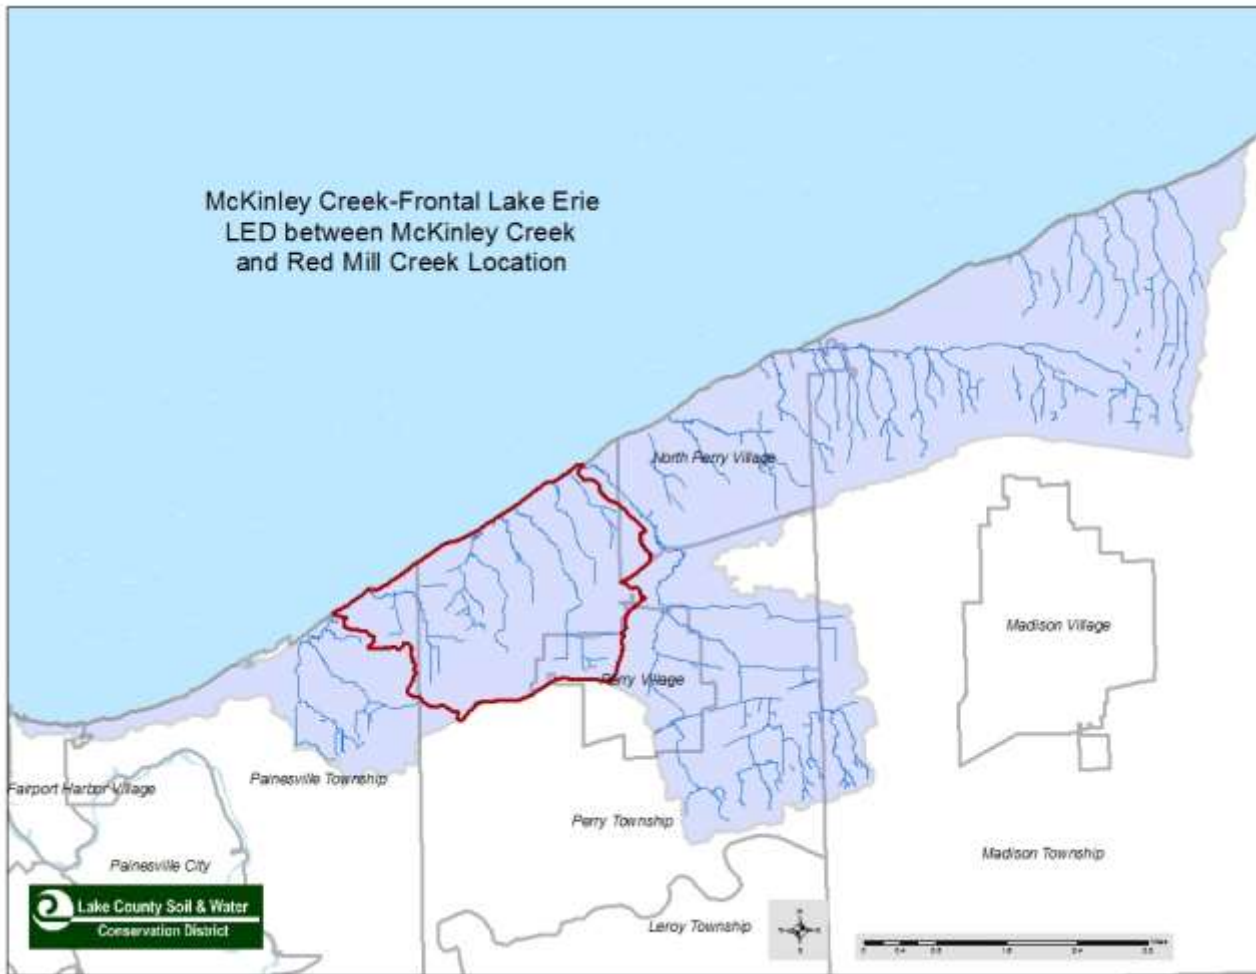 McKinley Creek-Frontal Lake Erie
LED between McKinley Creek
and Red Mill Creek Location
North Perry Village
Madison Village
Perry Village
Fairport Harbor Village
Painesville Township
Perry Township
Painesville City
Madison Township
Leroy Township
Lake County Soil & Water
Conservation District